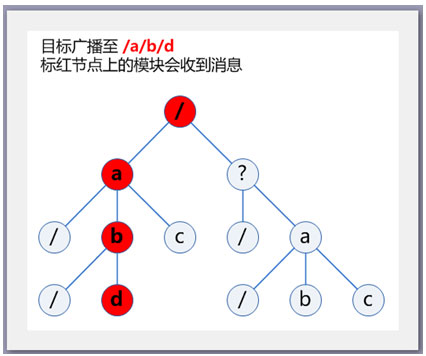 目标广播至 /a/b/d
标红节点上的模块会收到消息
/
a ?
/ b c / a
/ d / b c